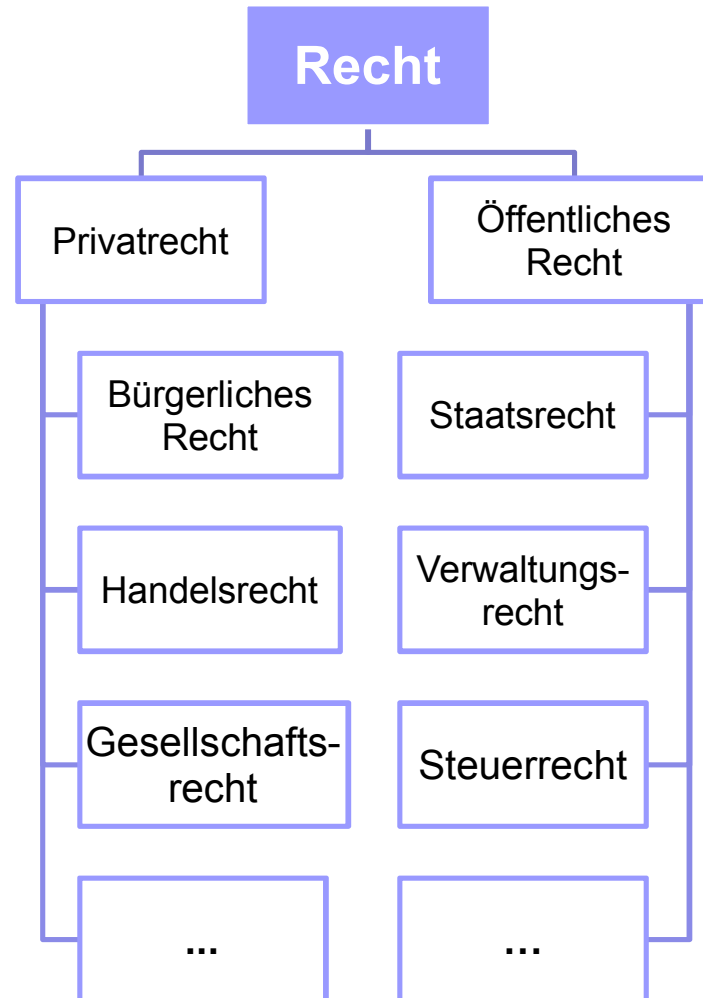 Recht
Privatrecht
Öffentliches
Recht
Bürgerliches
Recht
Staatsrecht
Handelsrecht
Verwaltungs-
recht
Gesellschafts-
recht
Steuerrecht
...
...